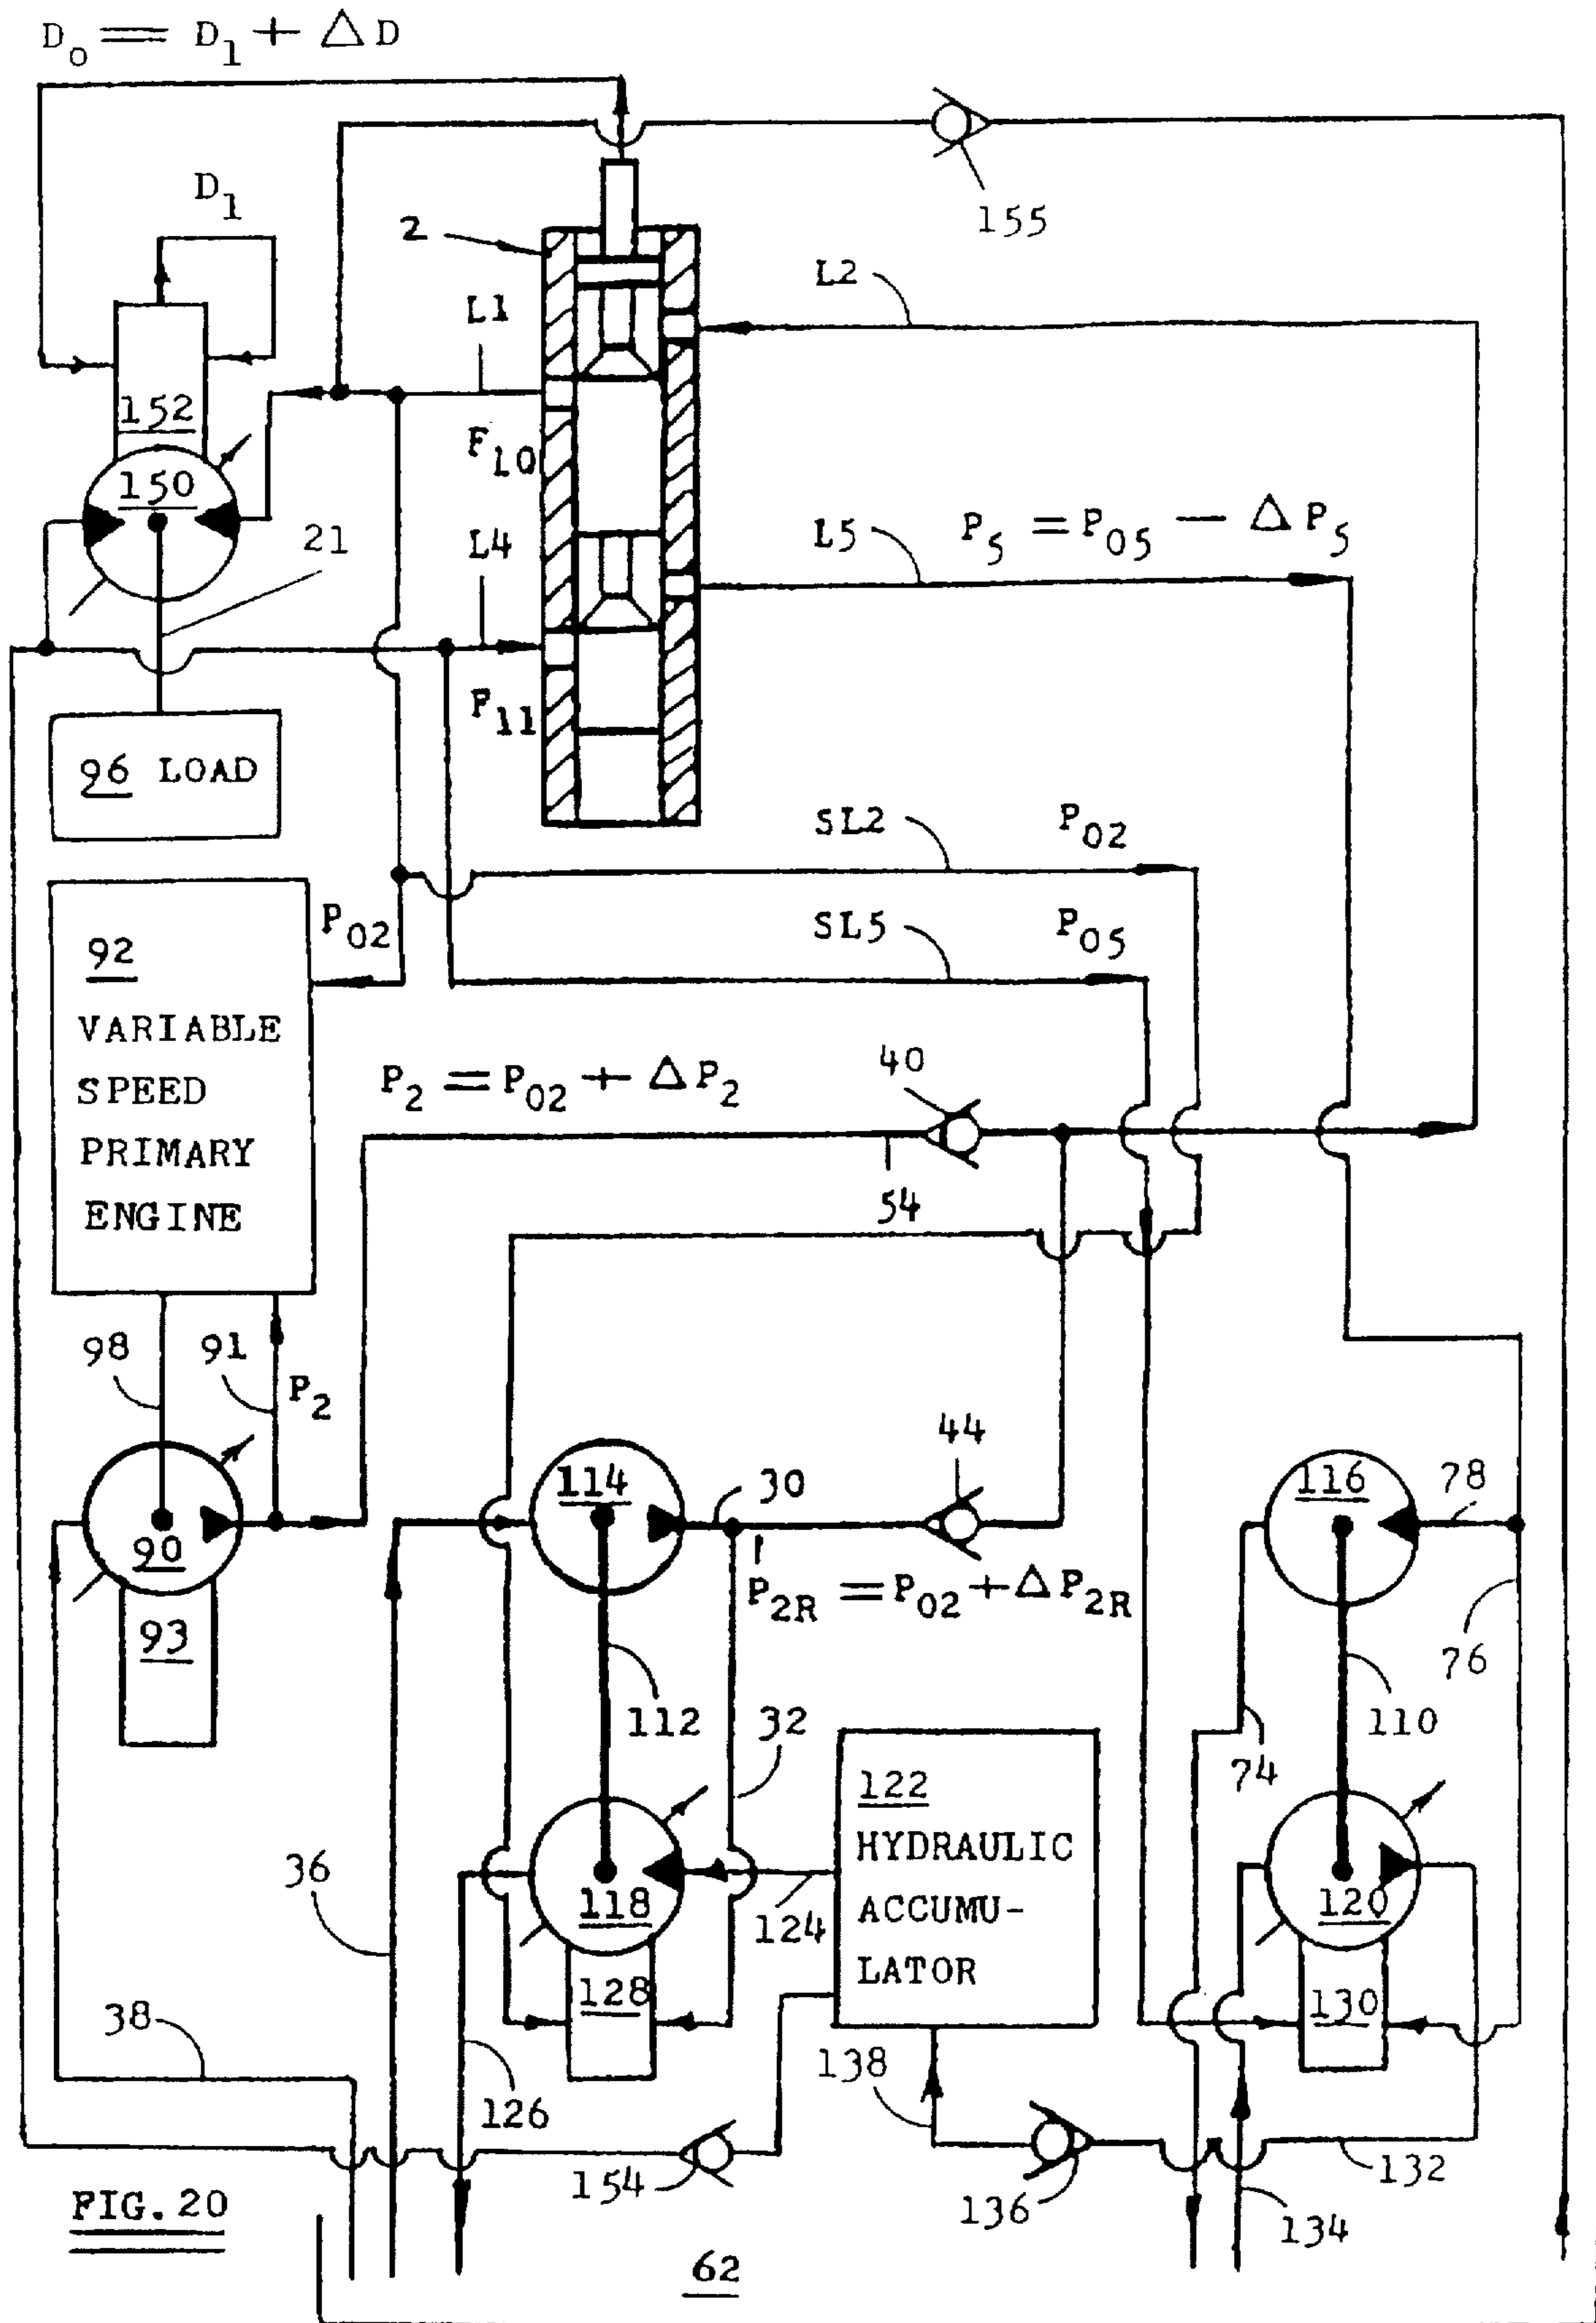 D₀ = D₁ + ΔD
D₁
2
155
L2
L1
152
F₁₀
150
L5
P₅ = P₀₅ − ΔP₅
21
L4
F₁₁
96 LOAD
SL2
P₀₂
P₀₂
SL5
P₀₅
92
VARIABLE
SPEED
PRIMARY
ENGINE
P₂ = P₀₂ + ΔP₂
40
54
98
91
P₂
44
114
30
116
78
90
P₂R = P₀₂ + ΔP₂R
93
76
112
32
110
74
122
HYDRAULIC
ACCUMU-
LATOR
36
118
124
120
128
130
38
138
126
154
136
132
134
FIG.20
62